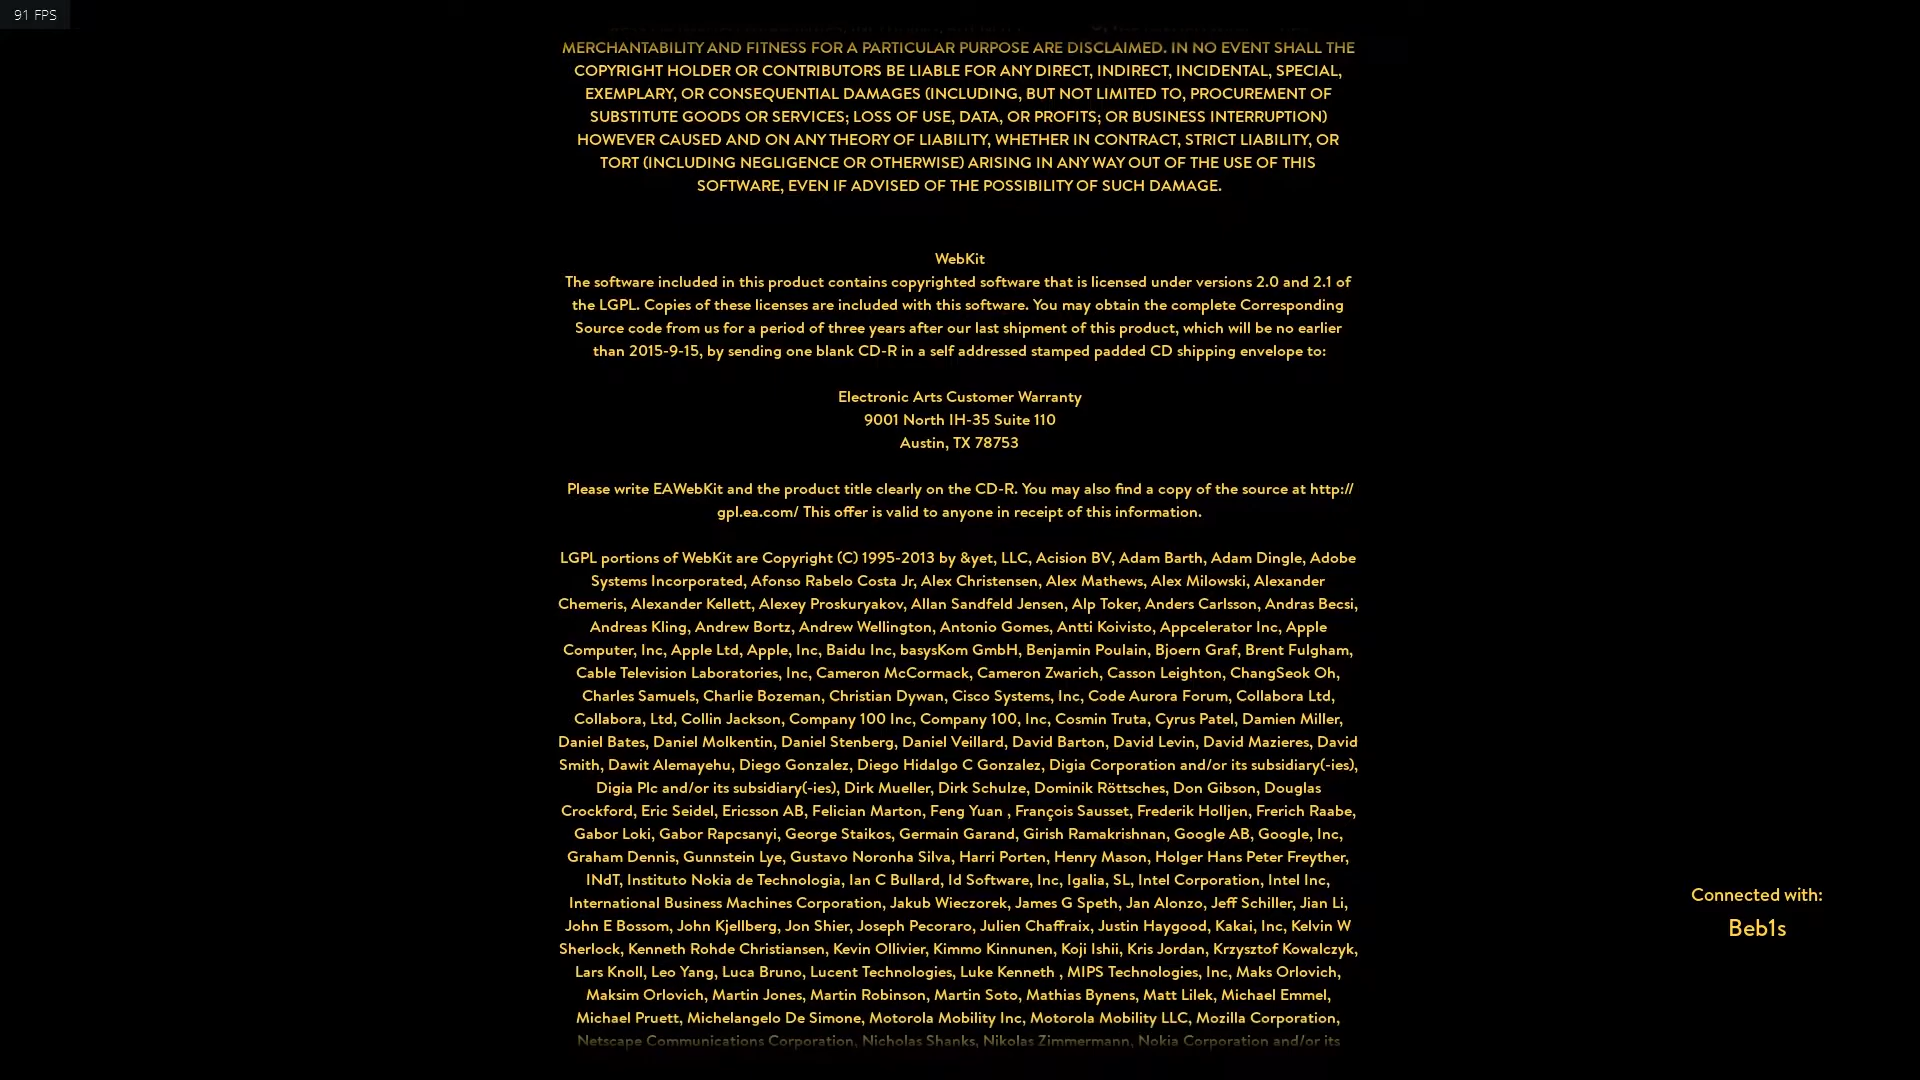 91 FPS
MERCHANTABILITY AND FITNESS FOR A PARTICULAR PURPOSE ARE DISCLAIMED. IN NO EVENT SHALL THE
COPYRIGHT HOLDER OR CONTRIBUTORS BE LIABLE FOR ANY DIRECT, INDIRECT, INCIDENTAL, SPECIAL,
EXEMPLARY, OR CONSEQUENTIAL DAMAGES (INCLUDING, BUT NOT LIMITED TO, PROCUREMENT OF
SUBSTITUTE GOODS OR SERVICES; LOSS OF USE, DATA, OR PROFITS; OR BUSINESS INTERRUPTION)
HOWEVER CAUSED AND ON ANY THEORY OF LIABILITY, WHETHER IN CONTRACT, STRICT LIABILITY, OR
TORT (INCLUDING NEGLIGENCE OR OTHERWISE) ARISING IN ANY WAY OUT OF THE USE OF THIS
SOFTWARE, EVEN IF ADVISED OF THE POSSIBILITY OF SUCH DAMAGE.
WebKit
The software included in this product contains copyrighted software that is licensed under versions 2.0 and 2.1 of
the LGPL. Copies of these licenses are included with this software. You may obtain the complete Corresponding
Source code from us for a period of three years after our last shipment of this product, which will be no earlier
than 2015-9-15, by sending one blank CD-R in a self addressed stamped padded CD shipping envelope to:
Electronic Arts Customer Warranty
9001 North IH-35 Suite 110
Austin, TX 78753
Please write EAWebKit and the product title clearly on the CD-R. You may also find a copy of the source at http://
gpl.ea.com/ This offer is valid to anyone in receipt of this information.
LGPL portions of WebKit are Copyright (C) 1995-2013 by &yet, LLC, Acision BV, Adam Barth, Adam Dingle, Adobe
Systems Incorporated, Afonso Rabelo Costa Jr, Alex Christensen, Alex Mathews, Alex Milowski, Alexander
Chemeris, Alexander Kellett, Alexey Proskuryakov, Allan Sandfeld Jensen, Alp Toker, Anders Carlsson, Andras Becsi,
Andreas Kling, Andrew Bortz, Andrew Wellington, Antonio Gomes, Antti Koivisto, Appcelerator Inc, Apple
Computer, Inc, Apple Ltd, Apple, Inc, Baidu Inc, basysKom GmbH, Benjamin Poulain, Bjoern Graf, Brent Fulgham,
Cable Television Laboratories, Inc, Cameron McCormack, Cameron Zwarich, Casson Leighton, ChangSeok Oh,
Charles Samuels, Charlie Bozeman, Christian Dywan, Cisco Systems, Inc, Code Aurora Forum, Collabora Ltd,
Collabora, Ltd, Collin Jackson, Company 100 Inc, Company 100, Inc, Cosmin Truta, Cyrus Patel, Damien Miller,
Daniel Bates, Daniel Molkentin, Daniel Stenberg, Daniel Veillard, David Barton, David Levin, David Mazieres, David
Smith, Dawit Alemayehu, Diego Gonzalez, Diego Hidalgo C Gonzalez, Digia Corporation and/or its subsidiary(-ies),
Digia Plc and/or its subsidiary(-ies), Dirk Mueller, Dirk Schulze, Dominik Röttsches, Don Gibson, Douglas
Crockford, Eric Seidel, Ericsson AB, Felician Marton, Feng Yuan , François Sausset, Frederik Holljen, Frerich Raabe,
Gabor Loki, Gabor Rapcsanyi, George Staikos, Germain Garand, Girish Ramakrishnan, Google AB, Google, Inc,
Graham Dennis, Gunnstein Lye, Gustavo Noronha Silva, Harri Porten, Henry Mason, Holger Hans Peter Freyther,
INdT, Instituto Nokia de Technologia, Ian C Bullard, Id Software, Inc, Igalia, SL, Intel Corporation, Intel Inc,
International Business Machines Corporation, Jakub Wieczorek, James G Speth, Jan Alonzo, Jeff Schiller, Jian Li,
John E Bossom, John Kjellberg, Jon Shier, Joseph Pecoraro, Julien Chaffraix, Justin Haygood, Kakai, Inc, Kelvin W
Sherlock, Kenneth Rohde Christiansen, Kevin Ollivier, Kimmo Kinnunen, Koji Ishii, Kris Jordan, Krzysztof Kowalczyk,
Lars Knoll, Leo Yang, Luca Bruno, Lucent Technologies, Luke Kenneth , MIPS Technologies, Inc, Maks Orlovich,
Maksim Orlovich, Martin Jones, Martin Robinson, Martin Soto, Mathias Bynens, Matt Lilek, Michael Emmel,
Michael Pruett, Michelangelo De Simone, Motorola Mobility Inc, Motorola Mobility LLC, Mozilla Corporation,
Netscape Communications Corporation, Nicholas Shanks, Nikolas Zimmermann, Nokia Corporation and/or its
Connected with:
Beb1s